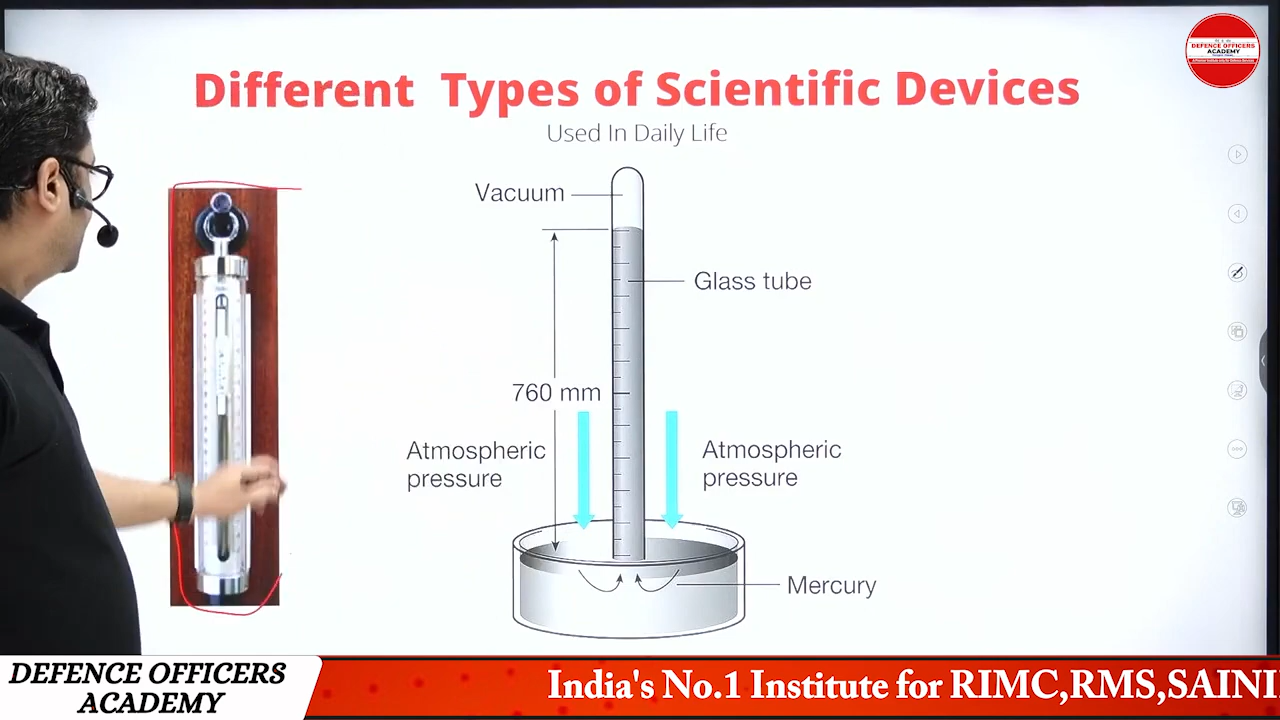 DEFENCE OFFICERS
ACADEMY
Different Types of Scientific Devices
Used In Daily Life
Vacuum
Glass tube
760 mm
Atmospheric
pressure
Atmospheric
pressure
Mercury
DEFENCE OFFICERS
ACADEMY
India's No.1 Institute for RIMC,RMS,SAINI